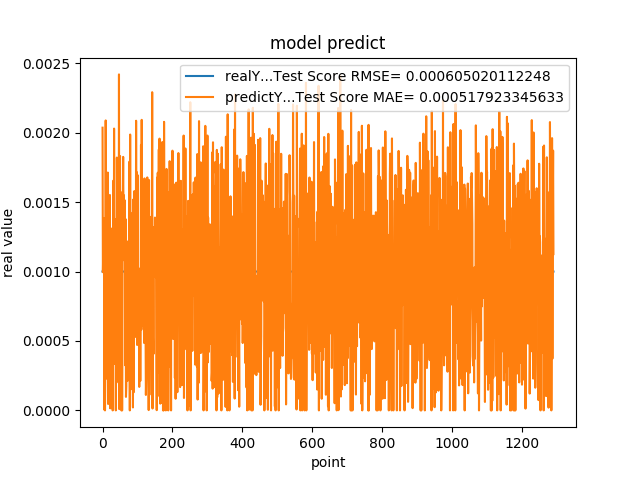 model predict
realY...Test Score RMSE= 0.000605020112248
predictY...Test Score MAE= 0.000517923345633
real value
0.0025
0.0020
0.0015
0.0010
0.0005
0.0000
0 200 400 600 800 1000 1200
point